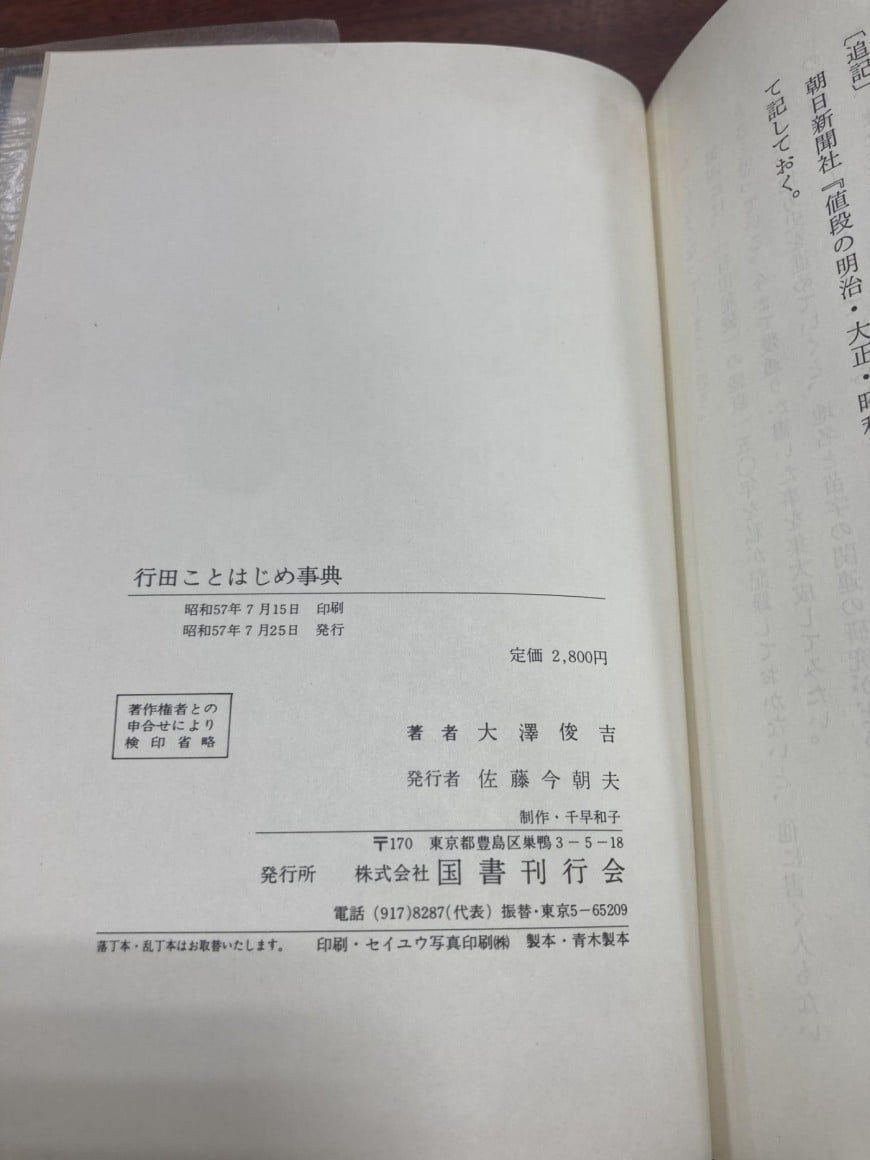 〔追記〕
朝日新聞社『値段の明治・大正・昭和
て記しておく。
行田ことはじめ事典
昭和57年7月15日 印刷
昭和57年7月25日 発行
定価 2,800円
著作権者との
申合せにより
検印省略
著者 大澤俊吉
発行者 佐藤今朝夫
制作・千早和子
〒170 東京都豊島区巣鴨3-5-18
発行所 株式会社 国書刊行会
電話 (917)8287(代表) 振替・東京5-65209
落丁本・乱丁本はお取替いたします。 印刷・セイユウ写真印刷㈱ 製本・青木製本